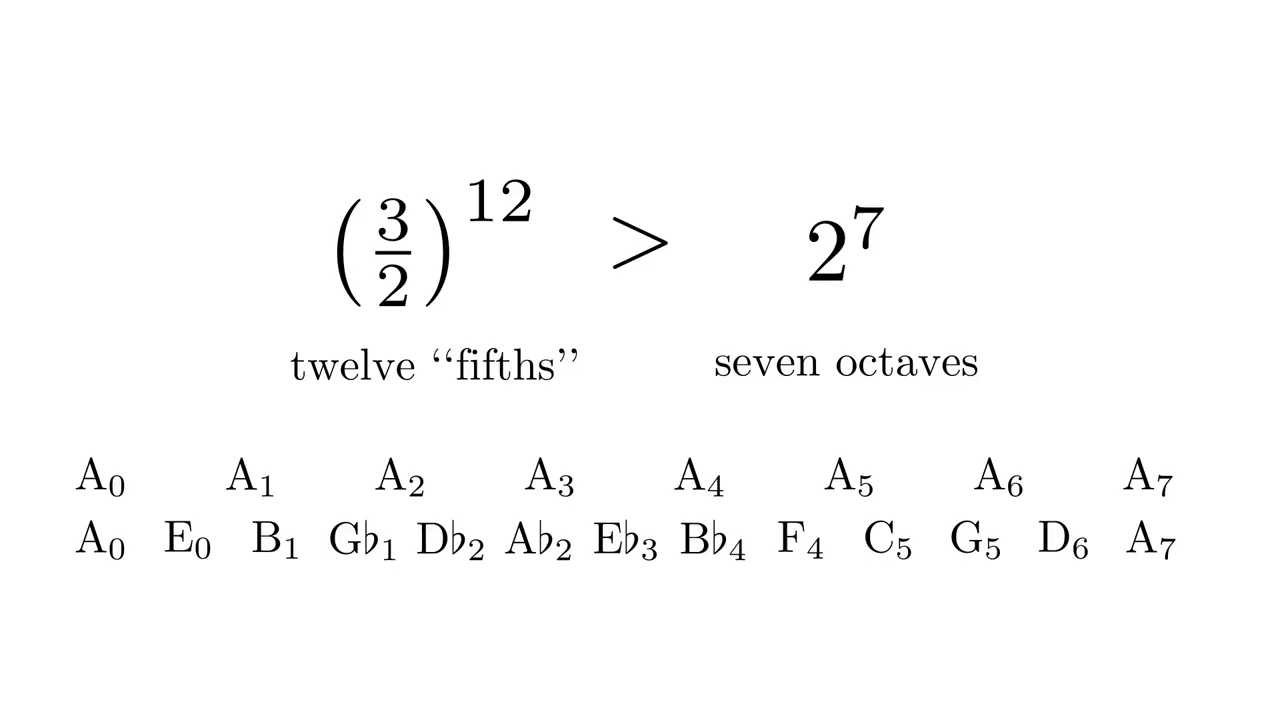 (3/2)^12 > 2^7
twelve “fifths” seven octaves
A₀ A₁ A₂ A₃ A₄ A₅ A₆ A₇
A₀ E₀ B₁ G♭₁ D♭₂ A♭₂ E♭₃ B♭₄ F₄ C₅ G₅ D₆ A₇